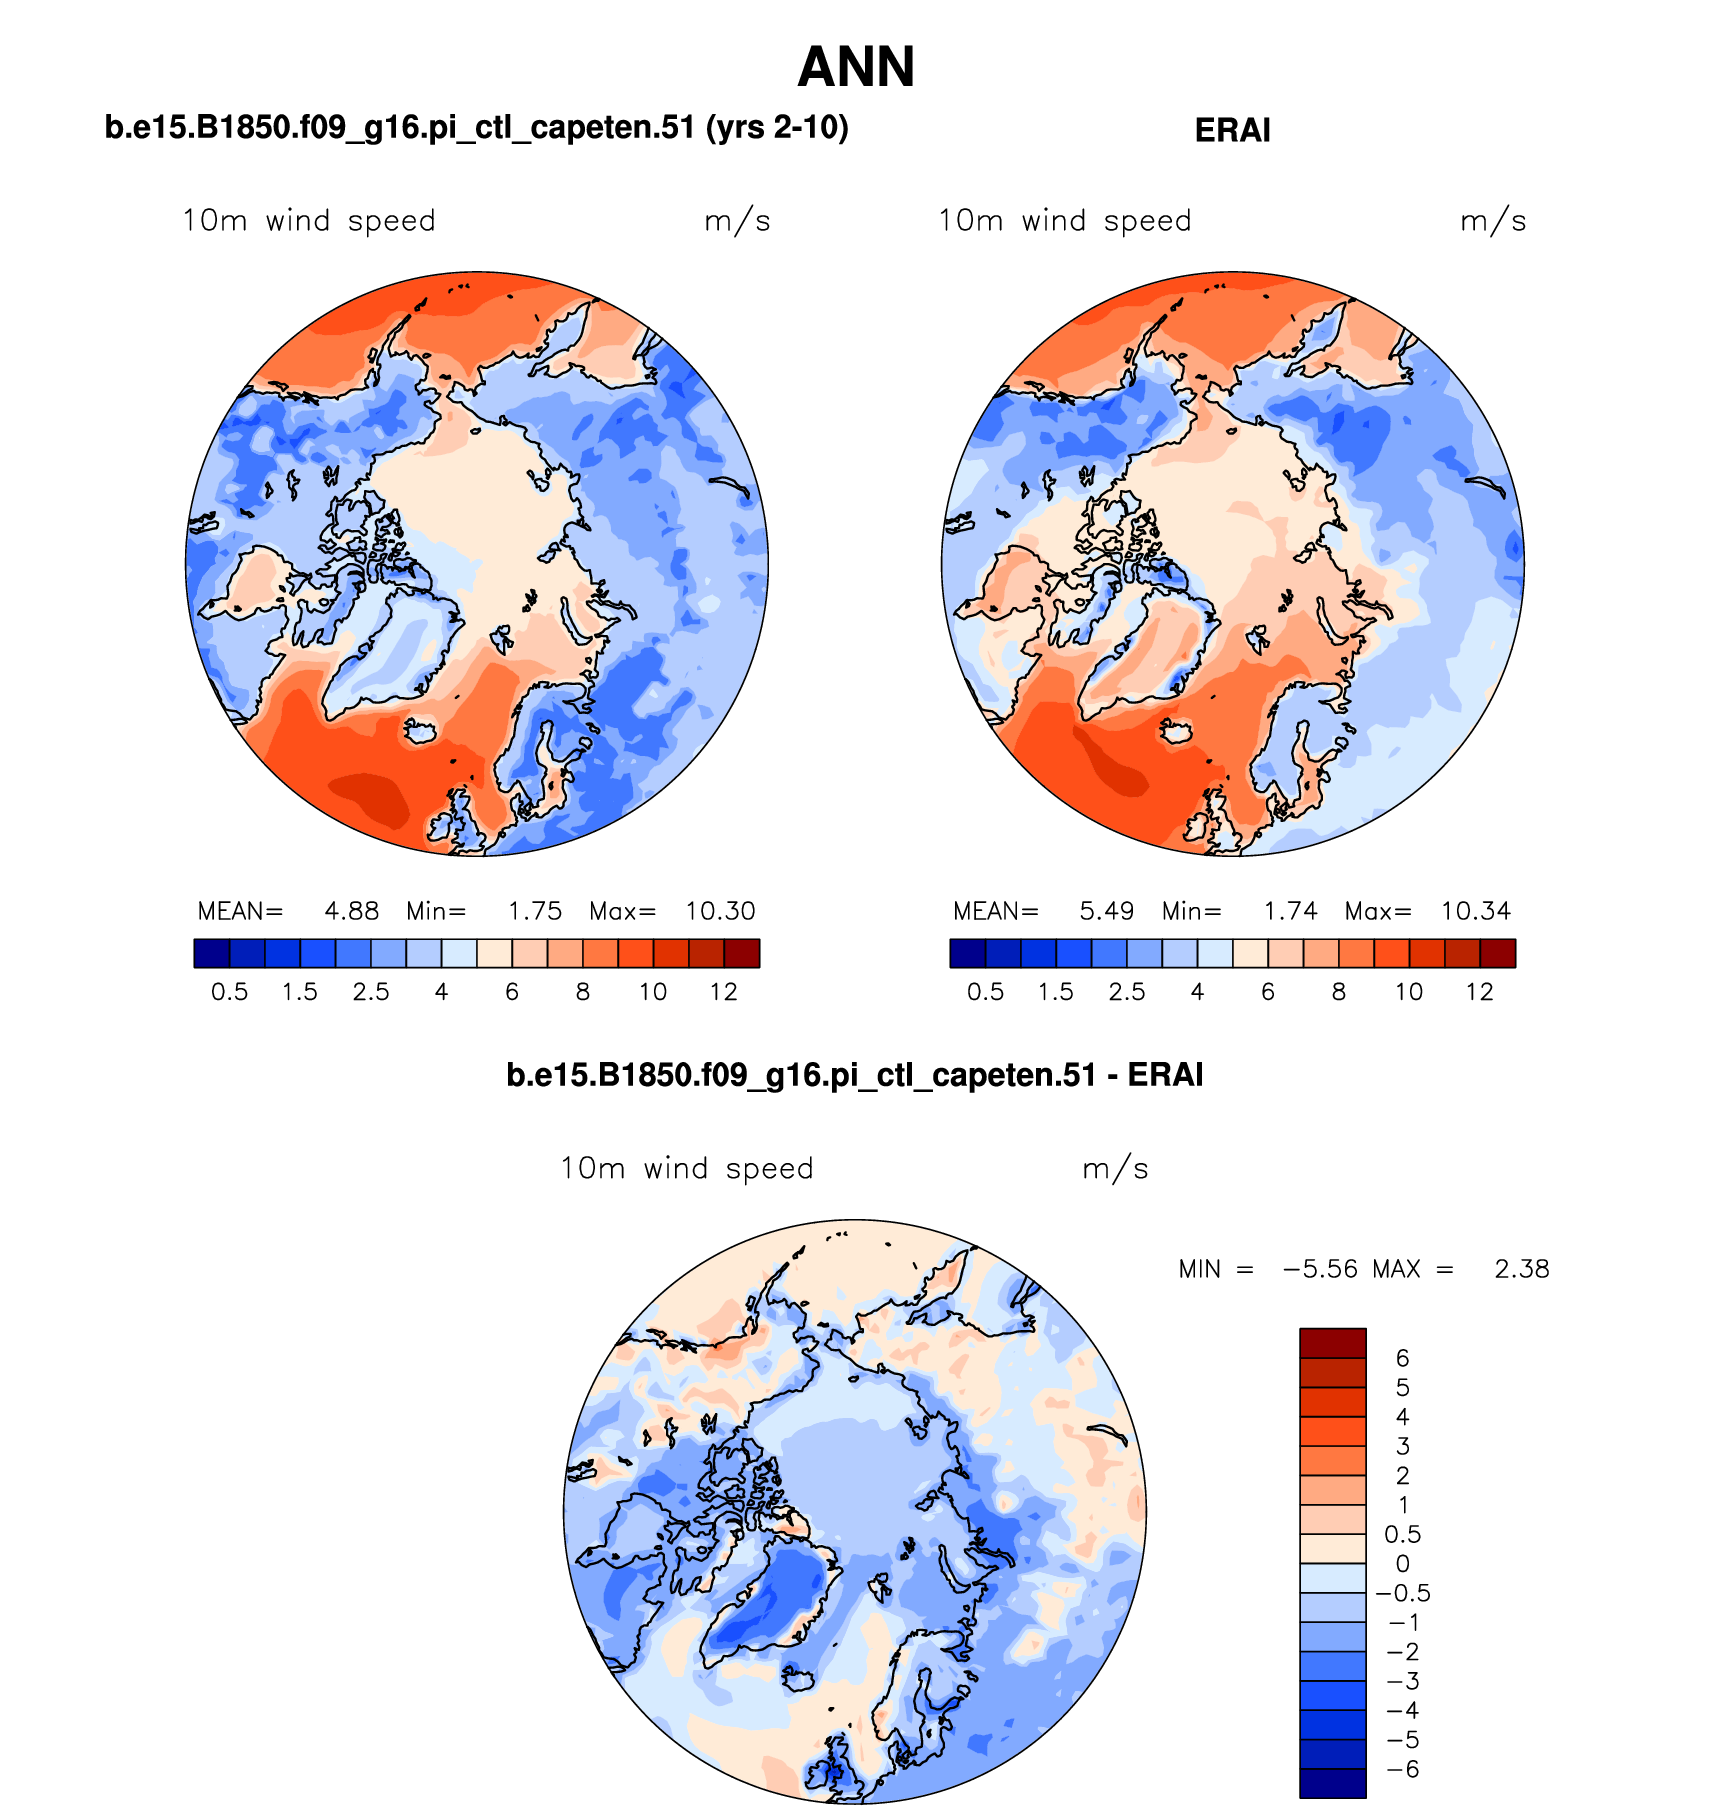 ANN
b.e15.B1850.f09_g16.pi_ctl_capeten.51 (yrs 2-10)
ERAI
10m wind speed m/s
10m wind speed m/s
MEAN= 4.88 Min= 1.75 Max= 10.30
MEAN= 5.49 Min= 1.74 Max= 10.34
0.5 1.5 2.5 4 6 8 10 12
0.5 1.5 2.5 4 6 8 10 12
b.e15.B1850.f09_g16.pi_ctl_capeten.51 - ERAI
10m wind speed m/s
MIN = −5.56 MAX = 2.38
6
5
4
3
2
1
0.5
0
−0.5
−1
−2
−3
−4
−5
−6